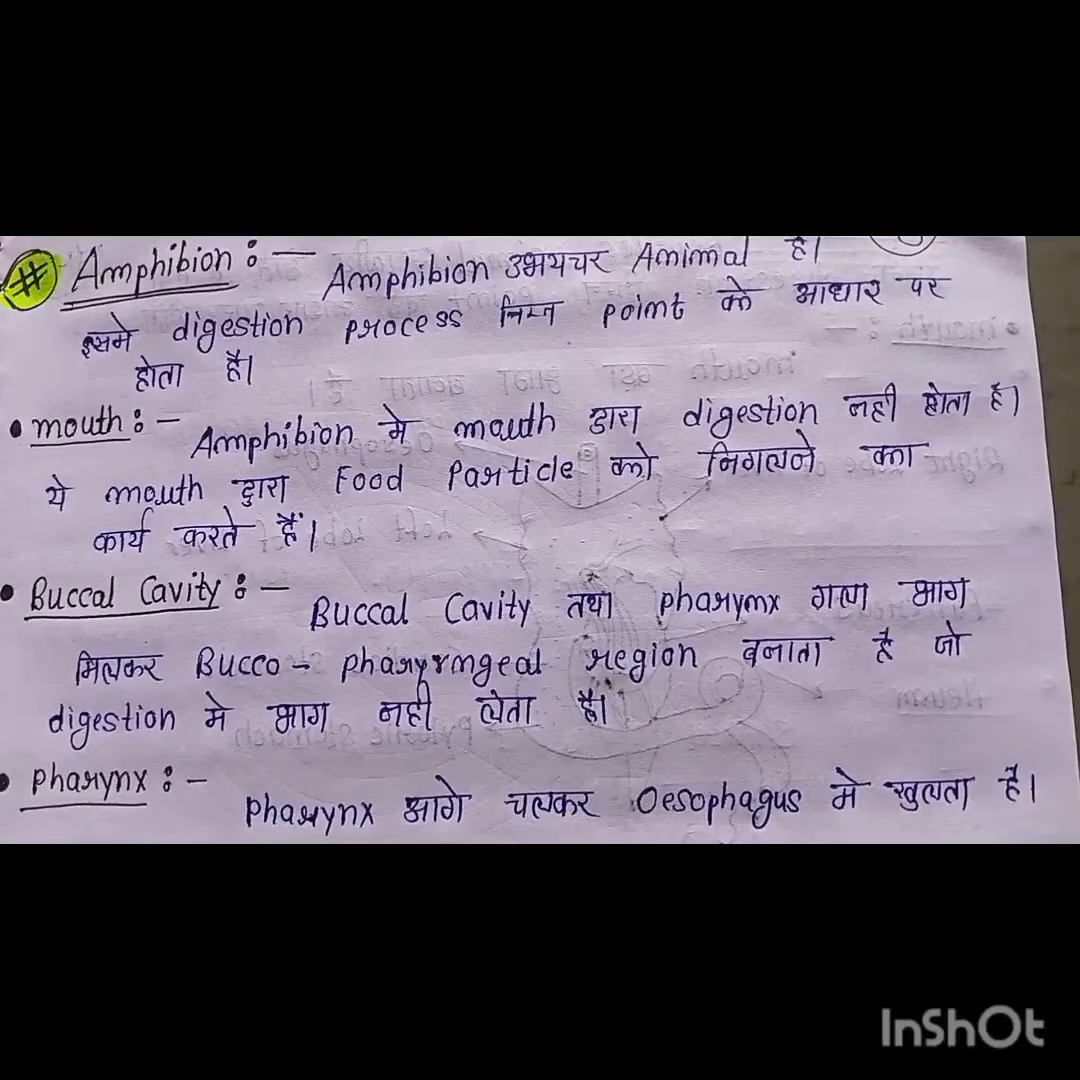 # Amphibion : — Amphibion उभयचर Animal है।
इसमे digestion process निम्न point के आधार पर
होता है।
• mouth : — Amphibion मे mouth द्वारा digestion नही होता है।
ये mouth द्वारा Food Particle को निगलने का
कार्य करते हैं।
• Buccal Cavity : — Buccal Cavity तथा pharynx गल भाग
मिलकर Bucco - pharyrngeal region बनाता है जो
digestion मे भाग नही लेता है।
• pharynx : — pharynx आगे चलकर Oesophagus मे खुलता है।
InShOt